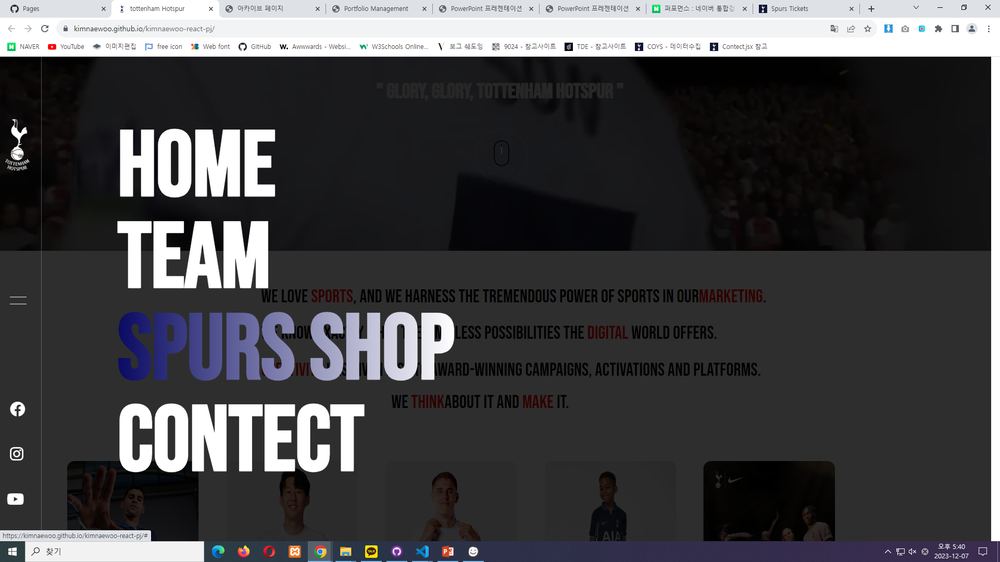 Pages
tottenham Hotspur
아카이브 페이지
Portfolio Management
PowerPoint 프레젠테이션
PowerPoint 프레젠테이션
퍼포먼스 : 네이버 통합검
Spurs Tickets
kimnaewoo.github.io/kimnaewoo-react-pj/
NAVER
YouTube
이미지편집
free icon
Web font
GitHub
Awwwards - Websi...
W3Schools Online...
보그 쉐도잉
9024 - 참고사이트
TDE - 참고사이트
COYS - 데이터수집
Contect.jsx 참고
" GLORY, GLORY, TOTTENHAM HOTSPUR "
TOTTENHAM
HOTSPUR
HOME
TEAM
SPURS SHOP
CONTECT
WE LOVE SPORTS, AND WE HARNESS THE TREMENDOUS POWER OF SPORTS IN OURMARKETING.
POSSIBILITIES THE DIGITAL WORLD OFFERS.
AWARD-WINNING CAMPAIGNS, ACTIVATIONS AND PLATFORMS.
WE THINKABOUT IT AND MAKE IT.
AIA
https://kimnaewoo.github.io/kimnaewoo-react-pj/#
찾기
TALK
오후 5:40
2023-12-07